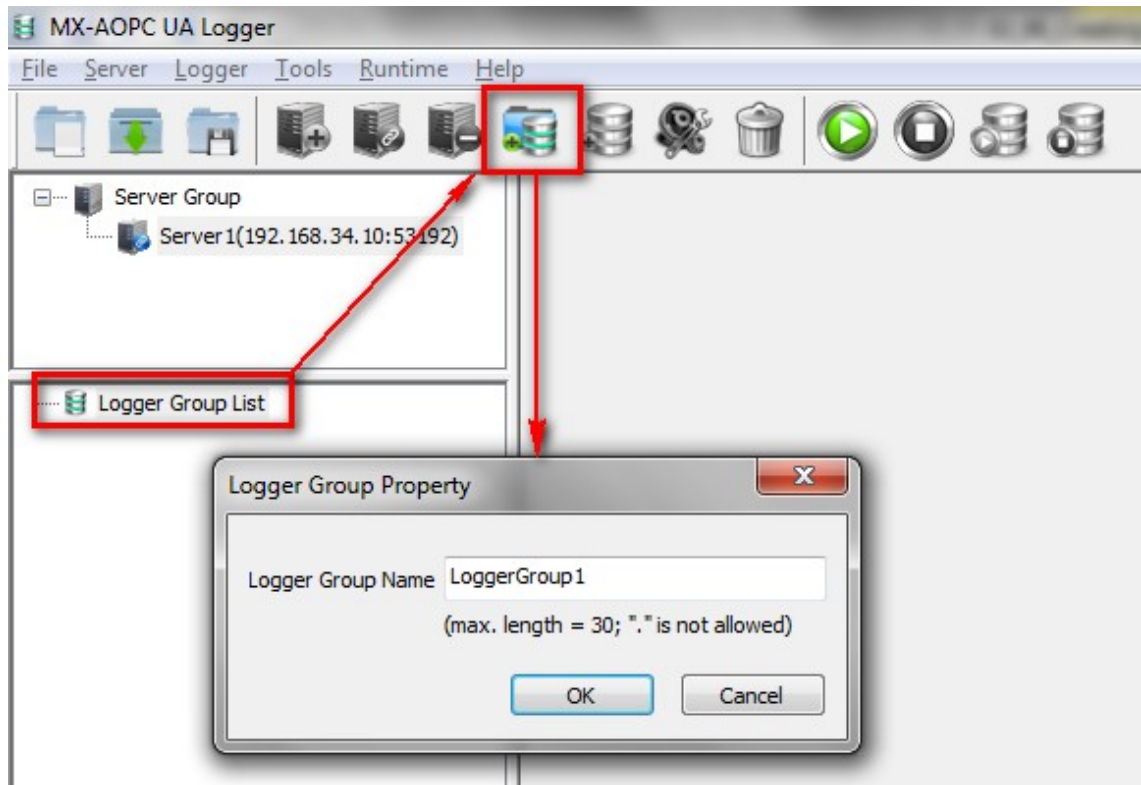 MX-AOPC UA Logger
File Server Logger Tools Runtime Help
Server Group
Server1(192.168.34.10:53192)
Logger Group List
Logger Group Property
Logger Group Name LoggerGroup1
(max. length = 30; "." is not allowed)
OK Cancel